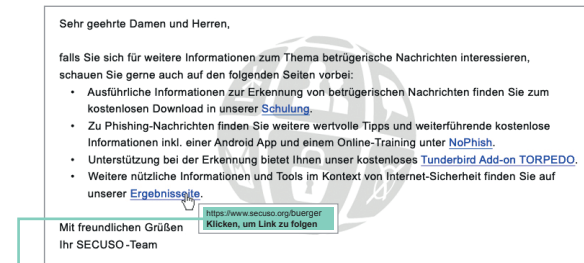 Sehr geehrte Damen und Herren,
falls Sie sich für weitere Informationen zum Thema betrügerische Nachrichten interessieren,
schauen Sie gerne auch auf den folgenden Seiten vorbei:
• Ausführliche Informationen zur Erkennung von betrügerischen Nachrichten finden Sie zum
kostenlosen Download in unserer Schulung.
• Zu Phishing-Nachrichten finden Sie weitere wertvolle Tipps und weiterführende kostenlose
Informationen inkl. einer Android App und einem Online-Training unter NoPhish.
• Unterstützung bei der Erkennung bietet Ihnen unser kostenloses Tunderbird Add-on TORPEDO.
• Weitere nützliche Informationen und Tools im Kontext von Internet-Sicherheit finden Sie auf
unserer Ergebnisseite.
https://www.secuso.org/buerger
Klicken, um Link zu folgen
Mit freundlichen Grüßen
Ihr SECUSO-Team